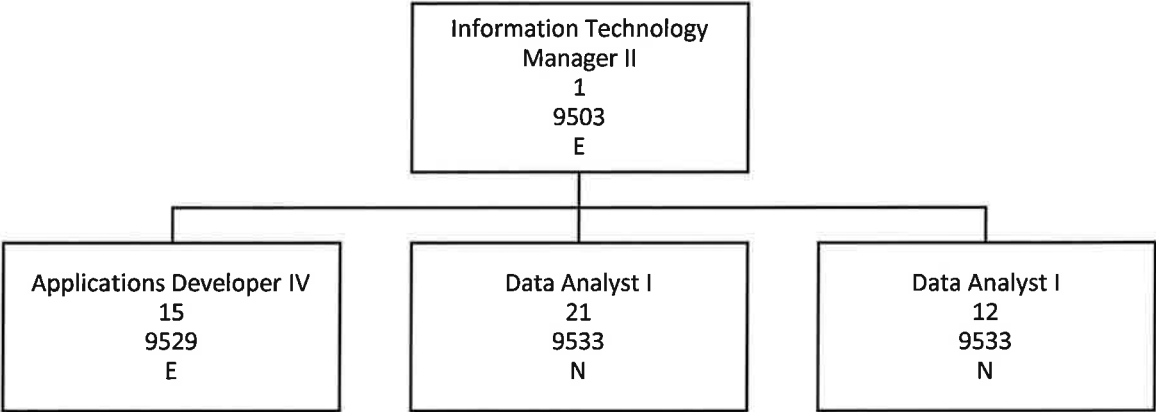 Information Technology
Manager II
1
9503
E
Applications Developer IV
15
9529
E
Data Analyst I
21
9533
N
Data Analyst I
12
9533
N